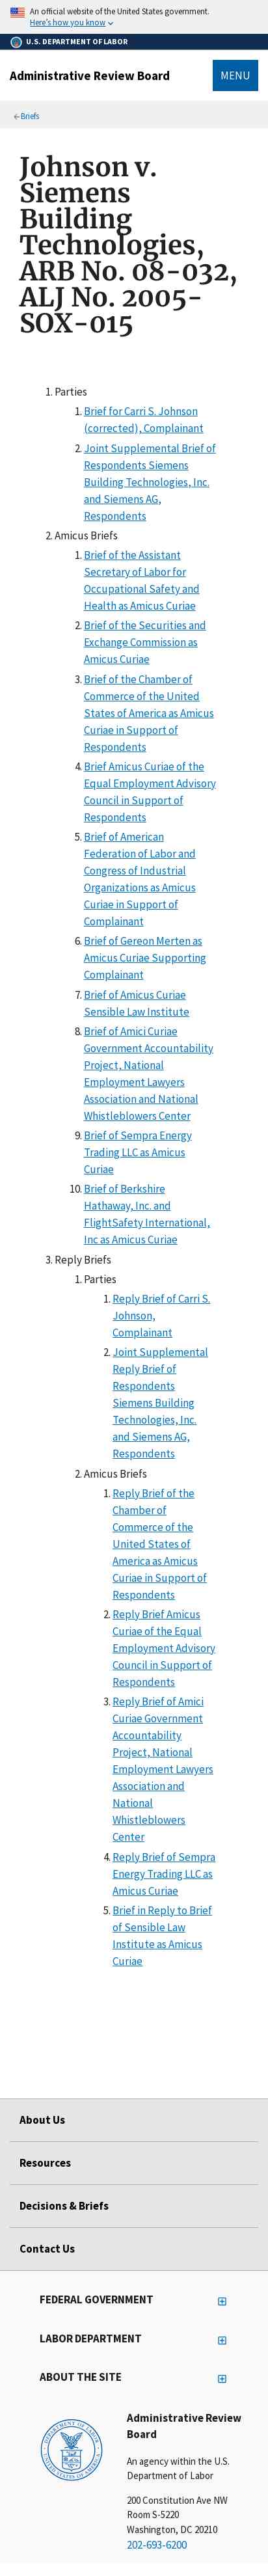 An official website of the United States government.
Here's how you know
U.S. DEPARTMENT OF LABOR
Administrative Review Board
MENU
Briefs
Johnson v.
Siemens
Building
Technologies,
ARB No. 08-032,
ALJ No. 2005-
SOX-015
1. Parties
1. Brief for Carri S. Johnson
(corrected), Complainant
2. Joint Supplemental Brief of
Respondents Siemens
Building Technologies, Inc.
and Siemens AG,
Respondents
2. Amicus Briefs
1. Brief of the Assistant
Secretary of Labor for
Occupational Safety and
Health as Amicus Curiae
2. Brief of the Securities and
Exchange Commission as
Amicus Curiae
3. Brief of the Chamber of
Commerce of the United
States of America as Amicus
Curiae in Support of
Respondents
4. Brief Amicus Curiae of the
Equal Employment Advisory
Council in Support of
Respondents
5. Brief of American
Federation of Labor and
Congress of Industrial
Organizations as Amicus
Curiae in Support of
Complainant
6. Brief of Gereon Merten as
Amicus Curiae Supporting
Complainant
7. Brief of Amicus Curiae
Sensible Law Institute
8. Brief of Amici Curiae
Government Accountability
Project, National
Employment Lawyers
Association and National
Whistleblowers Center
9. Brief of Sempra Energy
Trading LLC as Amicus
Curiae
10. Brief of Berkshire
Hathaway, Inc. and
FlightSafety International,
Inc as Amicus Curiae
3. Reply Briefs
1. Parties
1. Reply Brief of Carri S.
Johnson,
Complainant
2. Joint Supplemental
Reply Brief of
Respondents
Siemens Building
Technologies, Inc.
and Siemens AG,
Respondents
2. Amicus Briefs
1. Reply Brief of the
Chamber of
Commerce of the
United States of
America as Amicus
Curiae in Support of
Respondents
2. Reply Brief Amicus
Curiae of the Equal
Employment Advisory
Council in Support of
Respondents
3. Reply Brief of Amici
Curiae Government
Accountability
Project, National
Employment Lawyers
Association and
National
Whistleblowers
Center
4. Reply Brief of Sempra
Energy Trading LLC as
Amicus Curiae
5. Brief in Reply to Brief
of Sensible Law
Institute as Amicus
Curiae
About Us
Resources
Decisions & Briefs
Contact Us
FEDERAL GOVERNMENT
LABOR DEPARTMENT
ABOUT THE SITE
DEPARTMENT OF LABOR
UNITED STATES OF AMERICA
Administrative Review
Board
An agency within the U.S.
Department of Labor
200 Constitution Ave NW
Room S-5220
Washington, DC 20210
202-693-6200